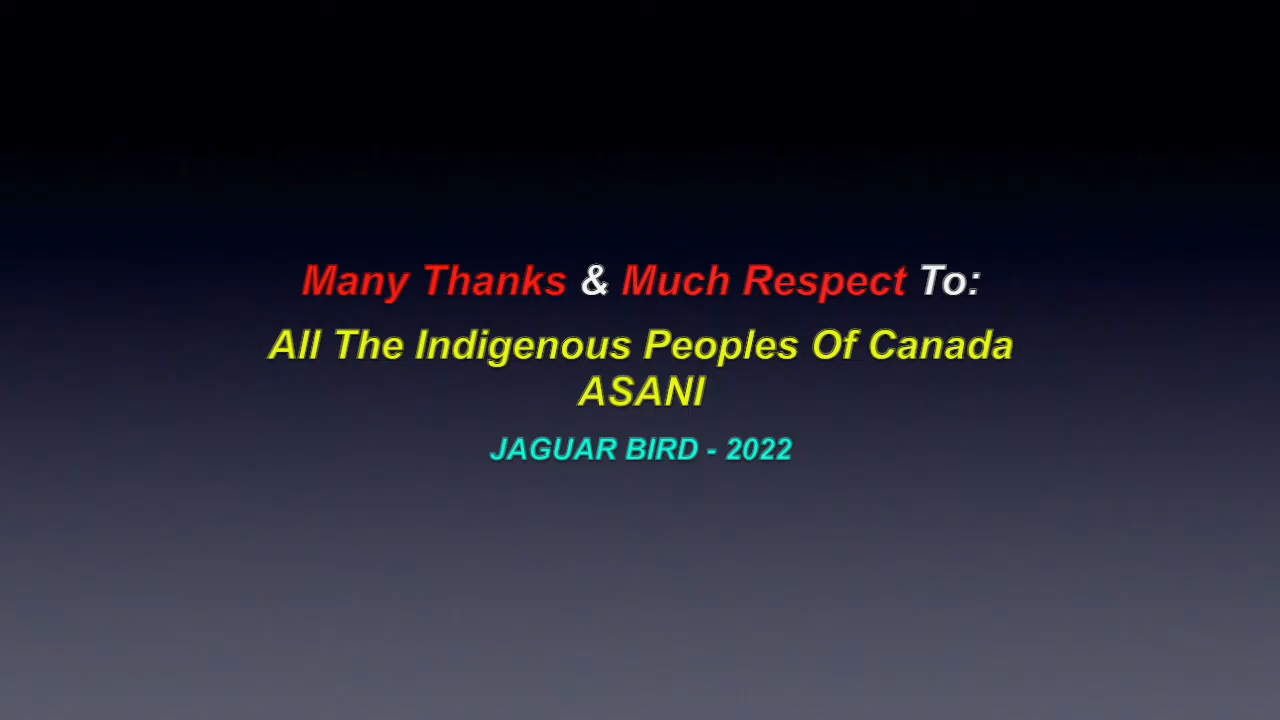 Many Thanks & Much Respect To:
All The Indigenous Peoples Of Canada
ASANI
JAGUAR BIRD - 2022